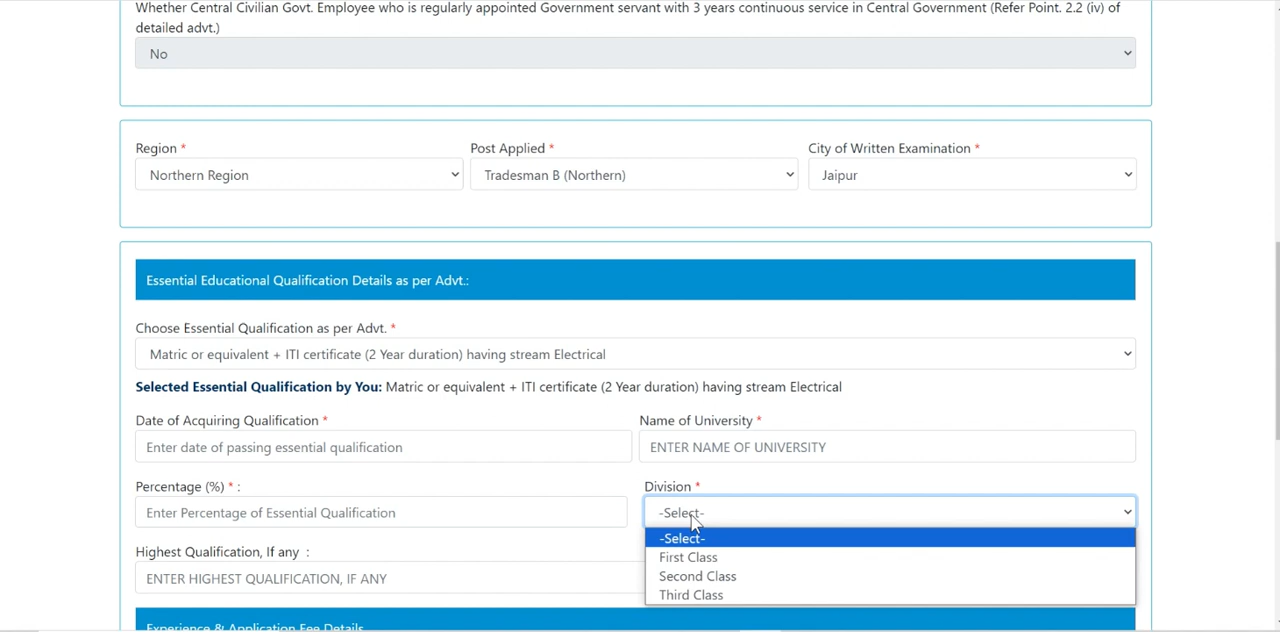 Whether Central Civilian Govt. Employee who is regularly appointed Government servant with 3 years continuous service in Central Government (Refer Point. 2.2 (iv) of
detailed advt.)
No
Region * Post Applied * City of Written Examination *
Northern Region Tradesman B (Northern) Jaipur
Essential Educational Qualification Details as per Advt.:
Choose Essential Qualification as per Advt. *
Matric or equivalent + ITI certificate (2 Year duration) having stream Electrical
Selected Essential Qualification by You: Matric or equivalent + ITI certificate (2 Year duration) having stream Electrical
Date of Acquiring Qualification * Name of University *
Enter date of passing essential qualification ENTER NAME OF UNIVERSITY
Percentage (%) * : Division *
Enter Percentage of Essential Qualification -Select-
-Select-
Highest Qualification, If any : First Class
ENTER HIGHEST QUALIFICATION, IF ANY Second Class
Third Class
Experience & Application Fee Details